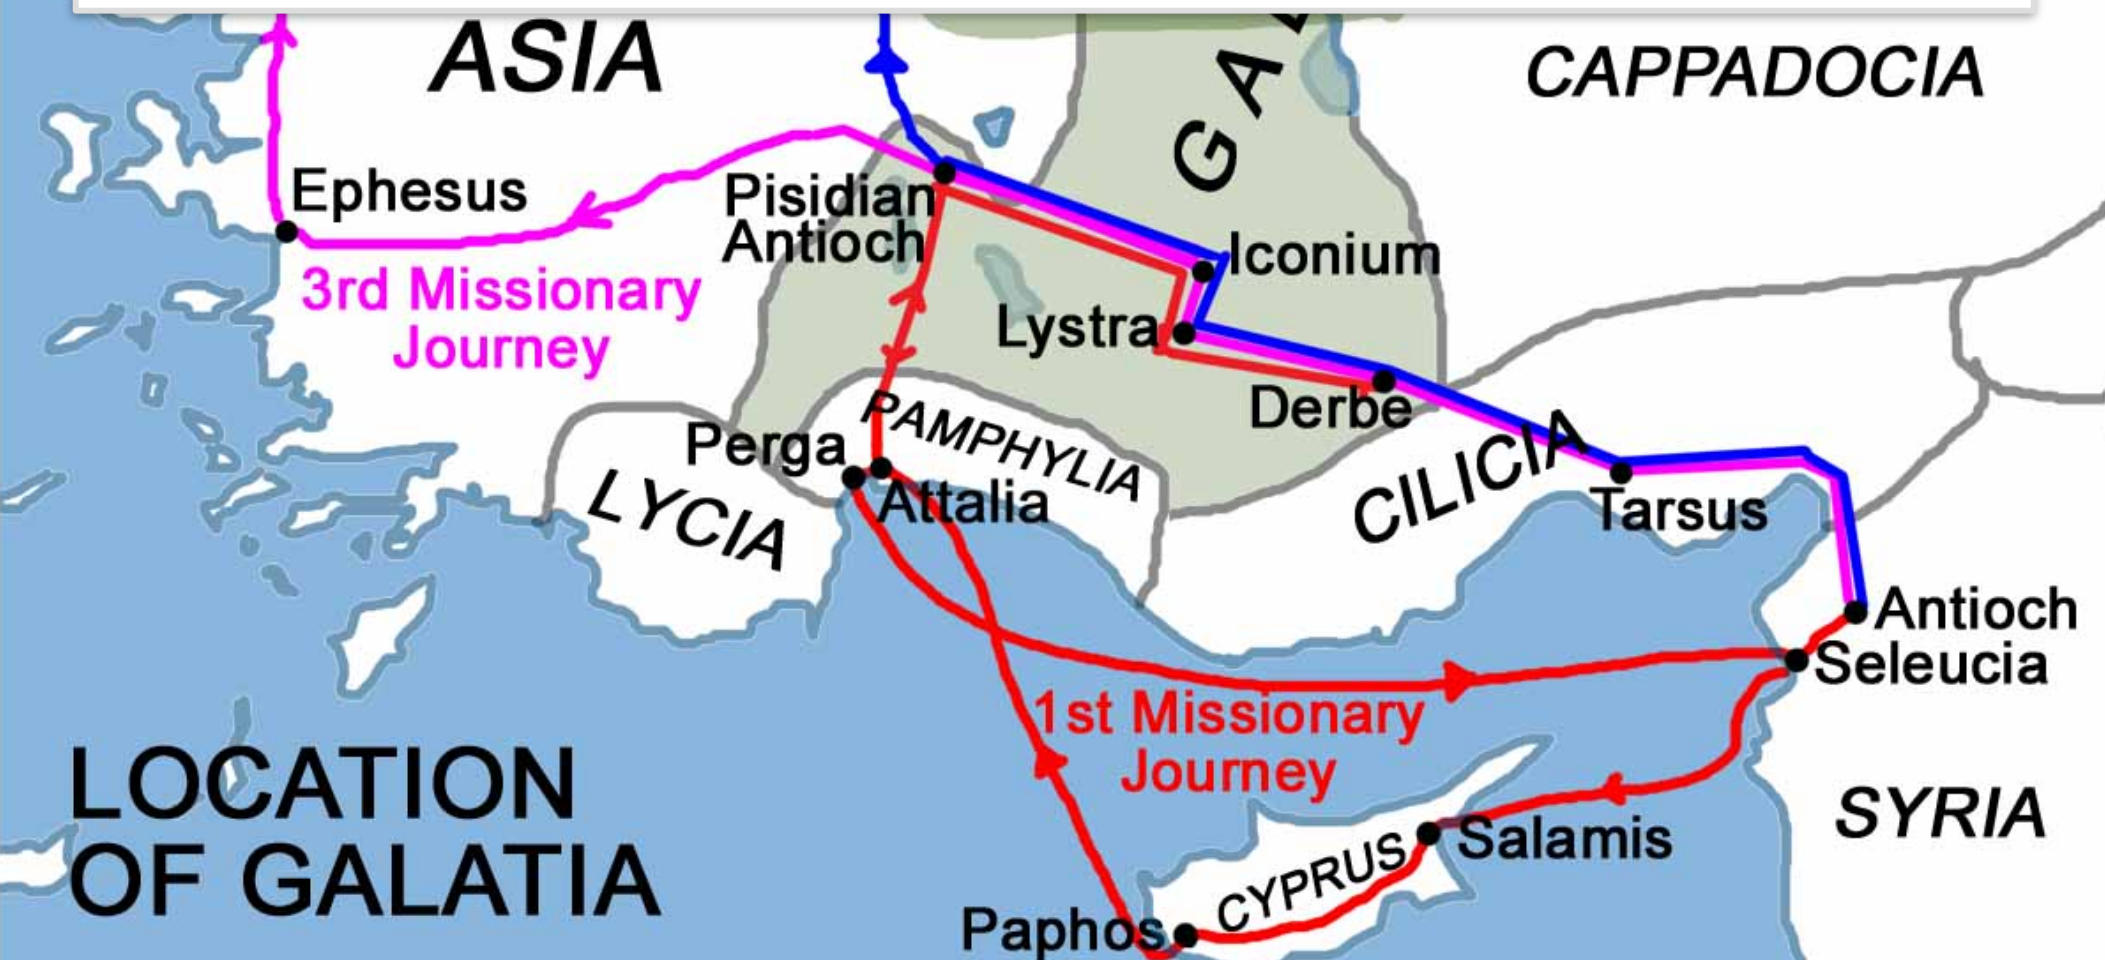 ASIA
GAL
CAPPADOCIA
Ephesus
Pisidian
Antioch
Iconium
3rd Missionary
Journey
Lystra
Derbe
PAMPHYLIA
Perga
LYCIA
Attalia
CILICIA
Tarsus
Antioch
Seleucia
1st Missionary
Journey
LOCATION
OF GALATIA
SYRIA
Salamis
CYPRUS
Paphos